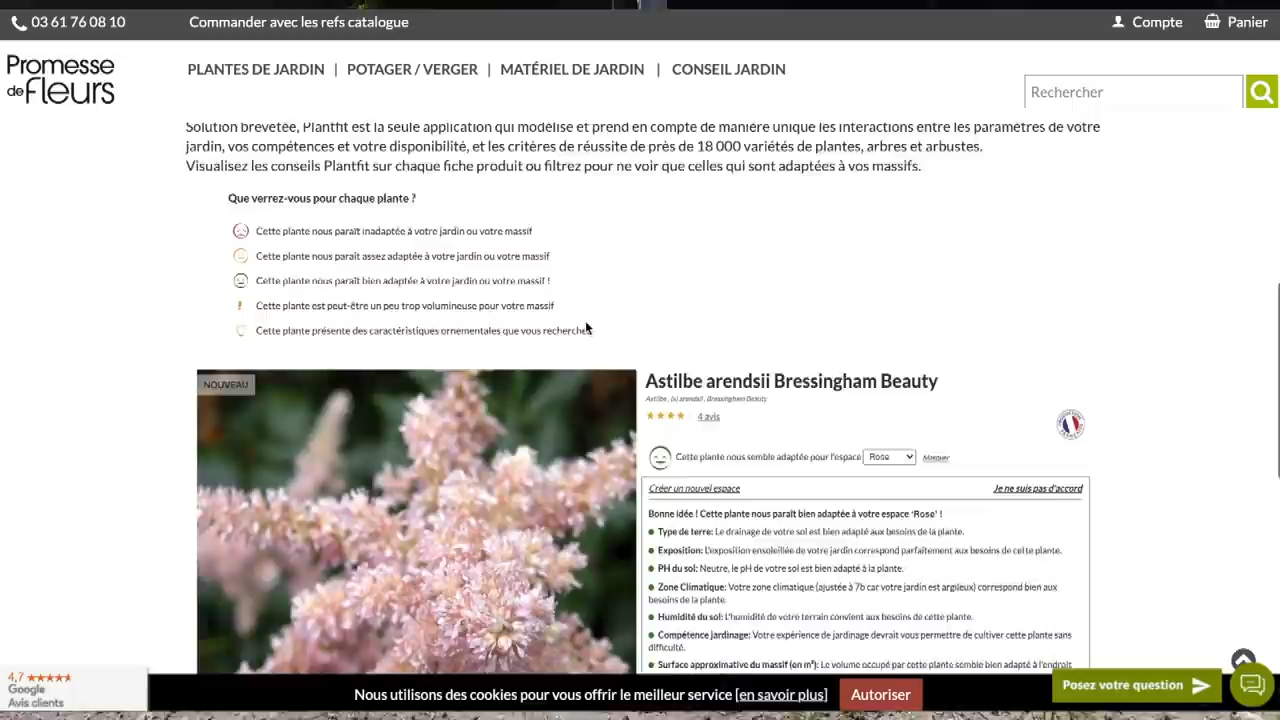 03 61 76 08 10
Commander avec les refs catalogue
Compte
Panier
Promesse
de Fleurs
PLANTES DE JARDIN | POTAGER / VERGER | MATÉRIEL DE JARDIN | CONSEIL JARDIN
Rechercher
Solution brevetée, Plantfit est la seule application qui modélise et prend en compte de manière unique les interactions entre les paramètres de votre
jardin, vos compétences et votre disponibilité, et les critères de réussite de près de 18 000 variétés de plantes, arbres et arbustes.
Visualisez les conseils Plantfit sur chaque fiche produit ou filtrez pour ne voir que celles qui sont adaptées à vos massifs.
Que verrez-vous pour chaque plante ?
Cette plante nous paraît inadaptée à votre jardin ou votre massif
Cette plante nous paraît assez adaptée à votre jardin ou votre massif
Cette plante nous paraît bien adaptée à votre jardin ou votre massif !
Cette plante est peut-être un peu trop volumineuse pour votre massif
Cette plante présente des caractéristiques ornementales que vous recherchez
NOUVEAU
Astilbe arendsii Bressingham Beauty
Astilbe, (x) arendsii, Bressingham Beauty
4 avis
Cette plante nous semble adaptée pour l'espace Rose Masquer
Créer un nouvel espace
Je ne suis pas d'accord
Bonne idée ! Cette plante nous paraît bien adaptée à votre espace 'Rose' !
Type de terre: Le drainage de votre sol est bien adapté aux besoins de la plante.
Exposition: L'exposition ensoleillée de votre jardin correspond parfaitement aux besoins de cette plante.
PH du sol: Neutre, le pH de votre sol est bien adapté à la plante.
Zone Climatique: Votre zone climatique (ajustée à 7b car votre jardin est argileux) correspond bien aux
besoins de la plante.
Humidité du sol: L'humidité de votre terrain convient aux besoins de cette plante.
Compétence jardinage: Votre expérience de jardinage devrait vous permettre de cultiver cette plante sans
difficulté.
Surface approximative du massif (en m²): Le volume occupé par cette plante semble bien adapté à l'endroit
4,7
Google
Avis clients
Nous utilisons des cookies pour vous offrir le meilleur service [en savoir plus]
Autoriser
Posez votre question